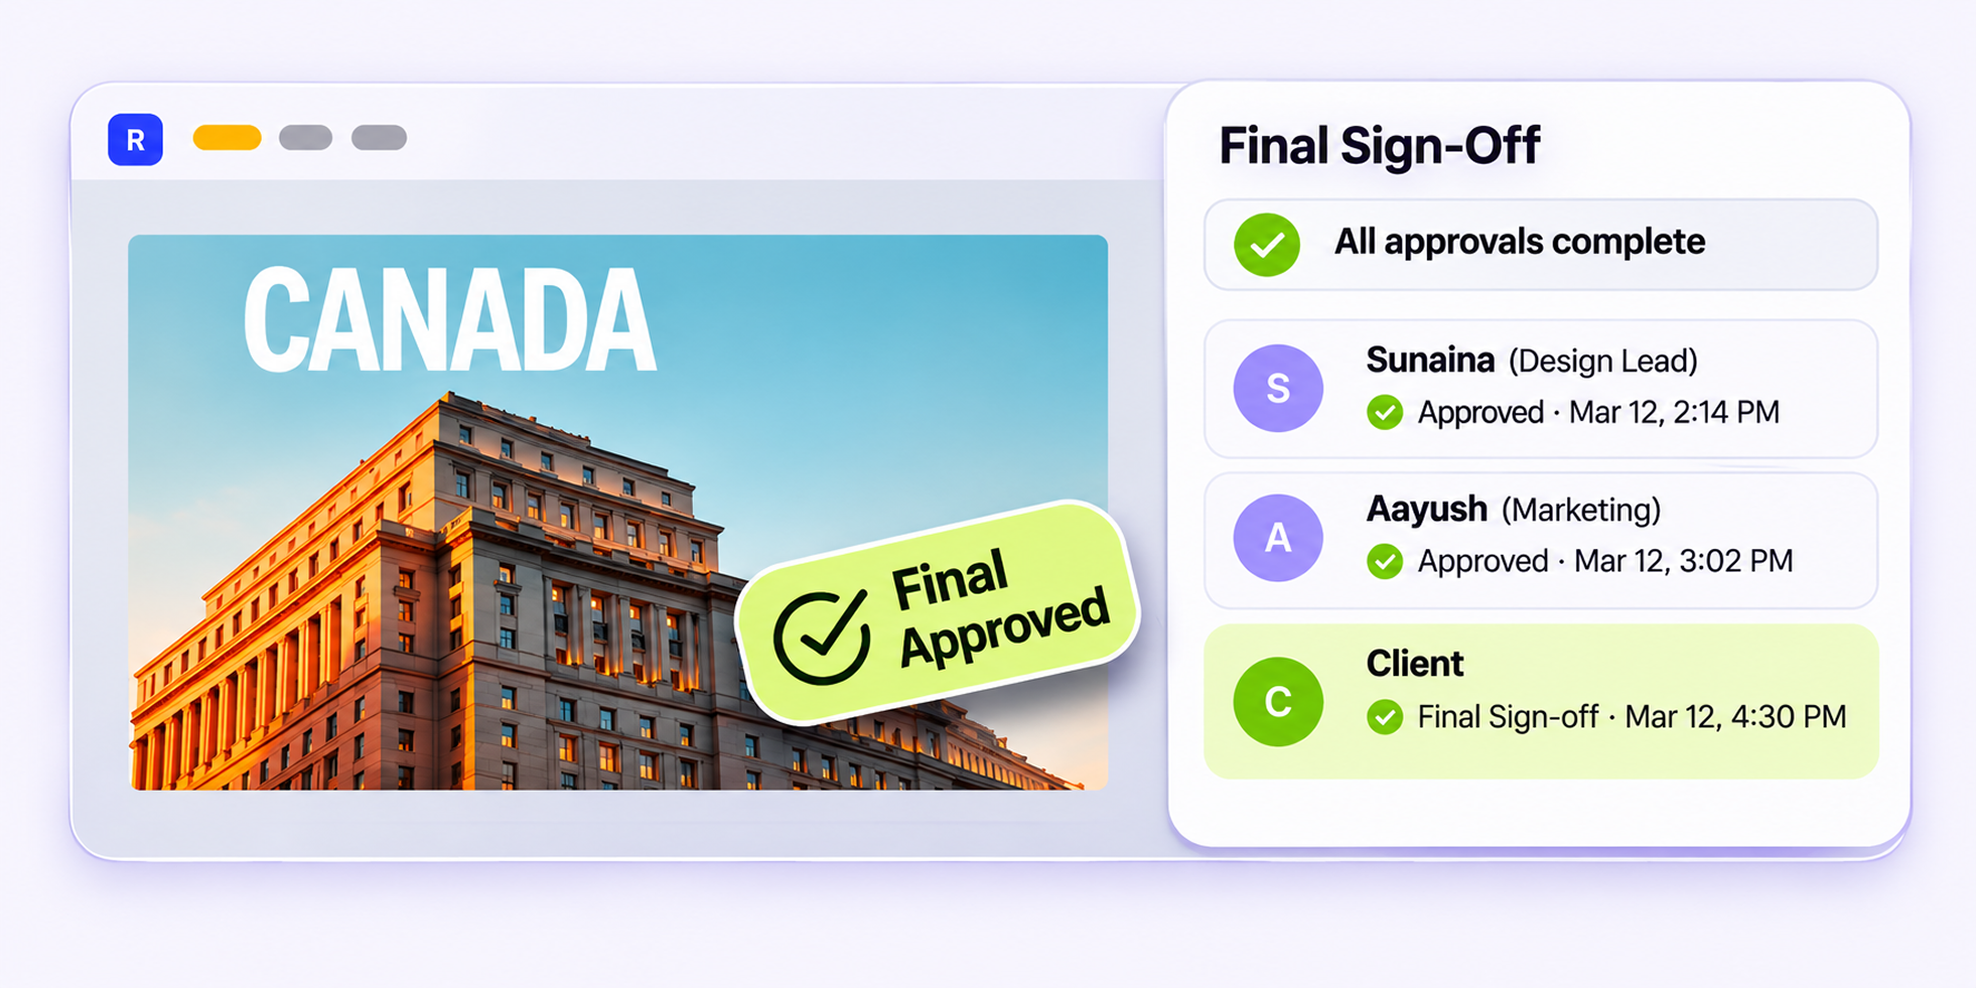 R
CANADA
Final
Approved
Final Sign-Off
All approvals complete
S
Sunaina (Design Lead)
Approved · Mar 12, 2:14 PM
A
Aayush (Marketing)
Approved · Mar 12, 3:02 PM
C
Client
Final Sign-off · Mar 12, 4:30 PM